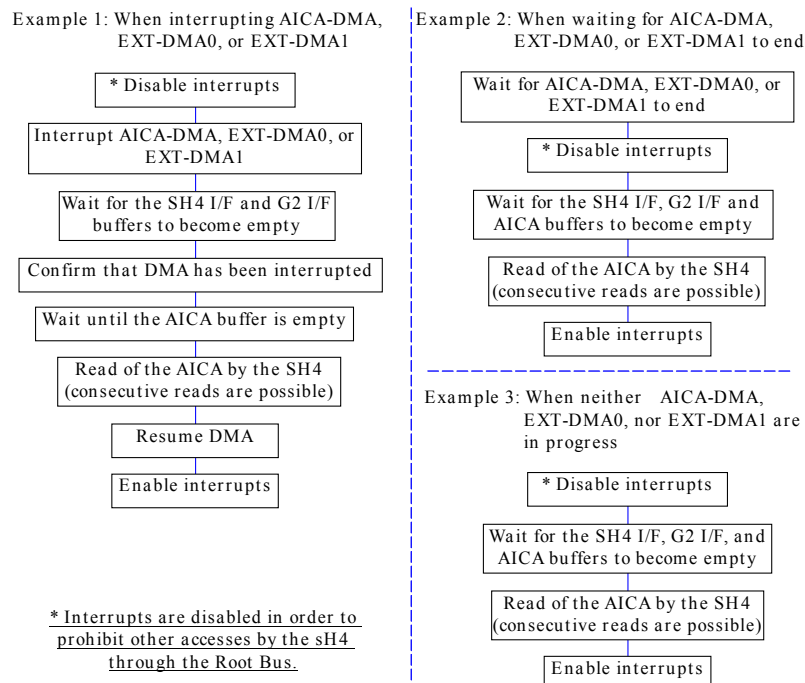 Example 1: When interrupting AICA-DMA,
EXT-DMA0, or EXT-DMA1
* Disable interrupts
Interrupt AICA-DMA, EXT-DMA0, or
EXT-DMA1
Wait for the SH4 I/F and G2 I/F
buffers to become empty
Confirm that DMA has been interrupted
Wait until the AICA buffer is empty
Read of the AICA by the SH4
(consecutive reads are possible)
Resume DMA
Enable interrupts
* Interrupts are disabled in order to
prohibit other accesses by the sH4
through the Root Bus.
Example 2: When waiting for AICA-DMA,
EXT-DMA0, or EXT-DMA1 to end
Wait for AICA-DMA, EXT-DMA0, or
EXT-DMA1 to end
* Disable interrupts
Wait for the SH4 I/F, G2 I/F and
AICA buffers to become empty
Read of the AICA by the SH4
(consecutive reads are possible)
Enable interrupts
Example 3: When neither AICA-DMA,
EXT-DMA0, nor EXT-DMA1 are
in progress
* Disable interrupts
Wait for the SH4 I/F, G2 I/F, and
AICA buffers to become empty
Read of the AICA by the SH4
(consecutive reads are possible)
Enable interrupts